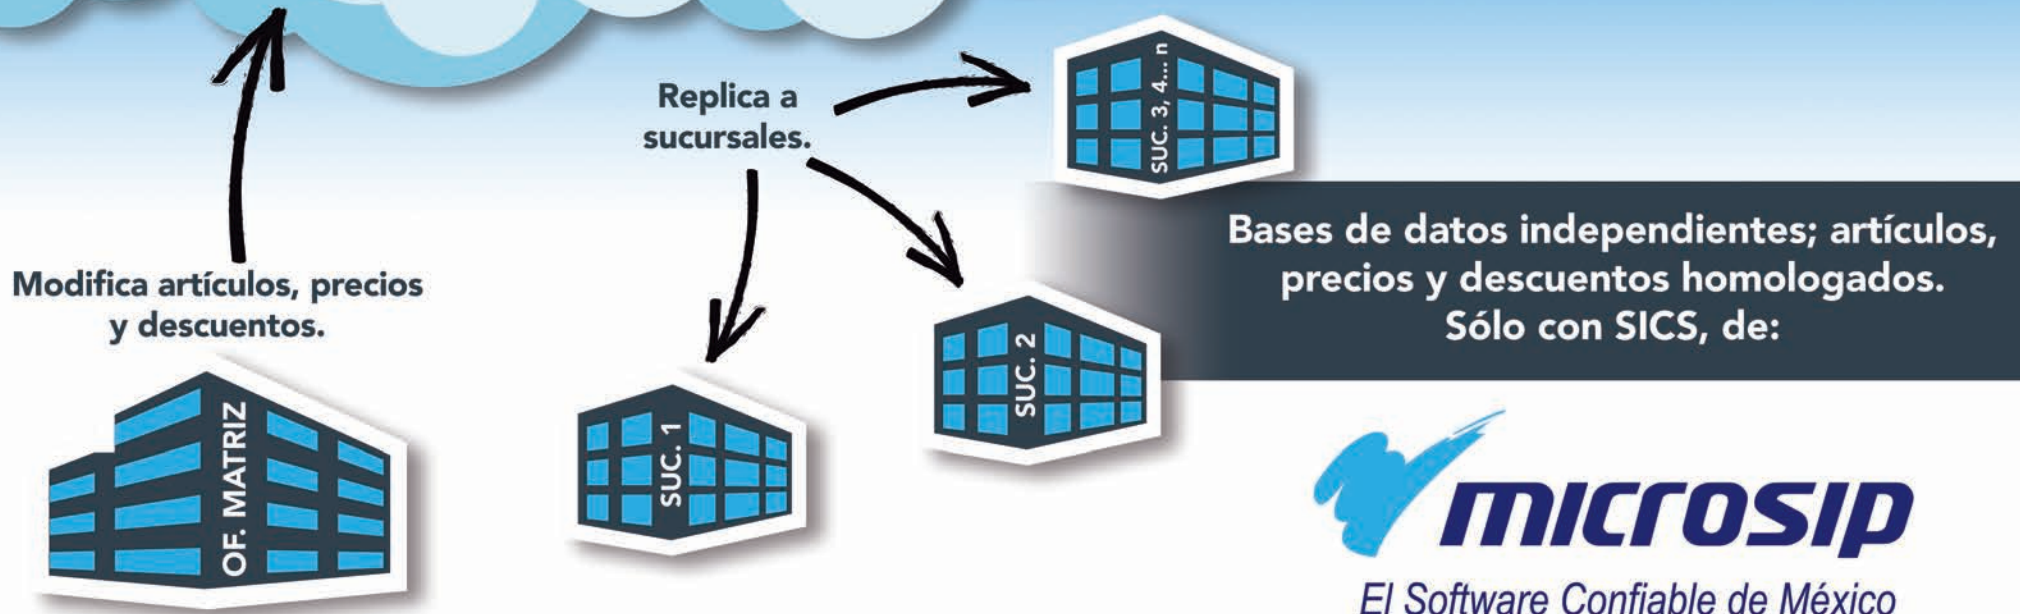 Replica a
sucursales.
SUC. 3, 4... n
Modifica artículos, precios
y descuentos.
OF. MATRIZ
SUC. 1
SUC. 2
Bases de datos independientes; artículos,
precios y descuentos homologados.
Sólo con SICS, de:
microsip
El Software Confiable de México